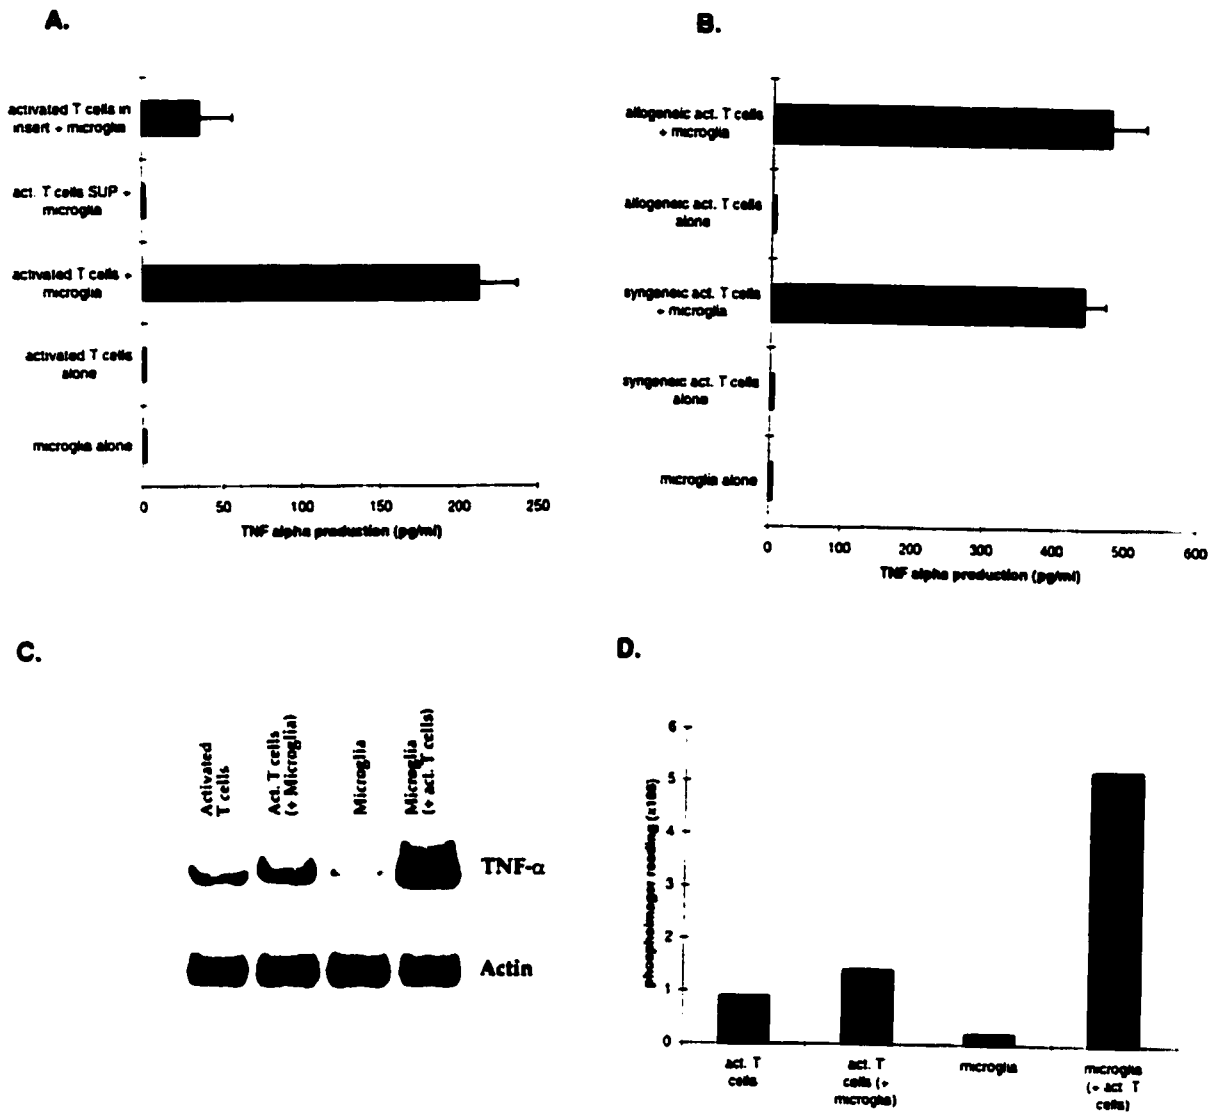 A.
activated T cells in
insert + microglia
act. T cells SUP +
microglia
activated T cells +
microglia
activated T cells
alone
microglia alone
0 50 100 150 200 250
TNF alpha production (pg/ml)
B.
allogeneic act. T cells
+ microglia
allogeneic act. T cells
alone
syngeneic act. T cells
+ microglia
syngeneic act. T cells
alone
microglia alone
0 100 200 300 400 500 600
TNF alpha production (pg/ml)
C.
Activated
T cells
Act. T cells
(+ Microglia)
Microglia
Microglia
(+ act. T cells)
TNF-α
Actin
D.
phosphoimager reading (x106)
6
5
4
3
2
1
0
act. T
cells
act. T
cells (+
microglia)
microglia
microglia
(+ act T
cells)